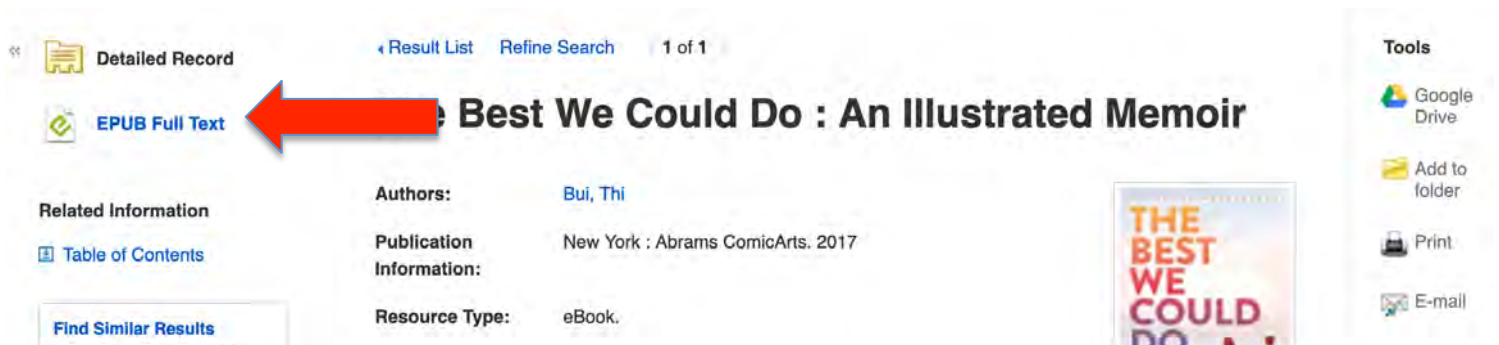 «
Detailed Record
EPUB Full Text
Related Information
Table of Contents
Find Similar Results
Result List Refine Search 1 of 1
e Best We Could Do : An Illustrated Memoir
Authors: Bui, Thi
Publication Information: New York : Abrams ComicArts. 2017
Resource Type: eBook.
THE
BEST
WE
COULD
DO
Tools
Google
Drive
Add to
folder
Print
E-mail